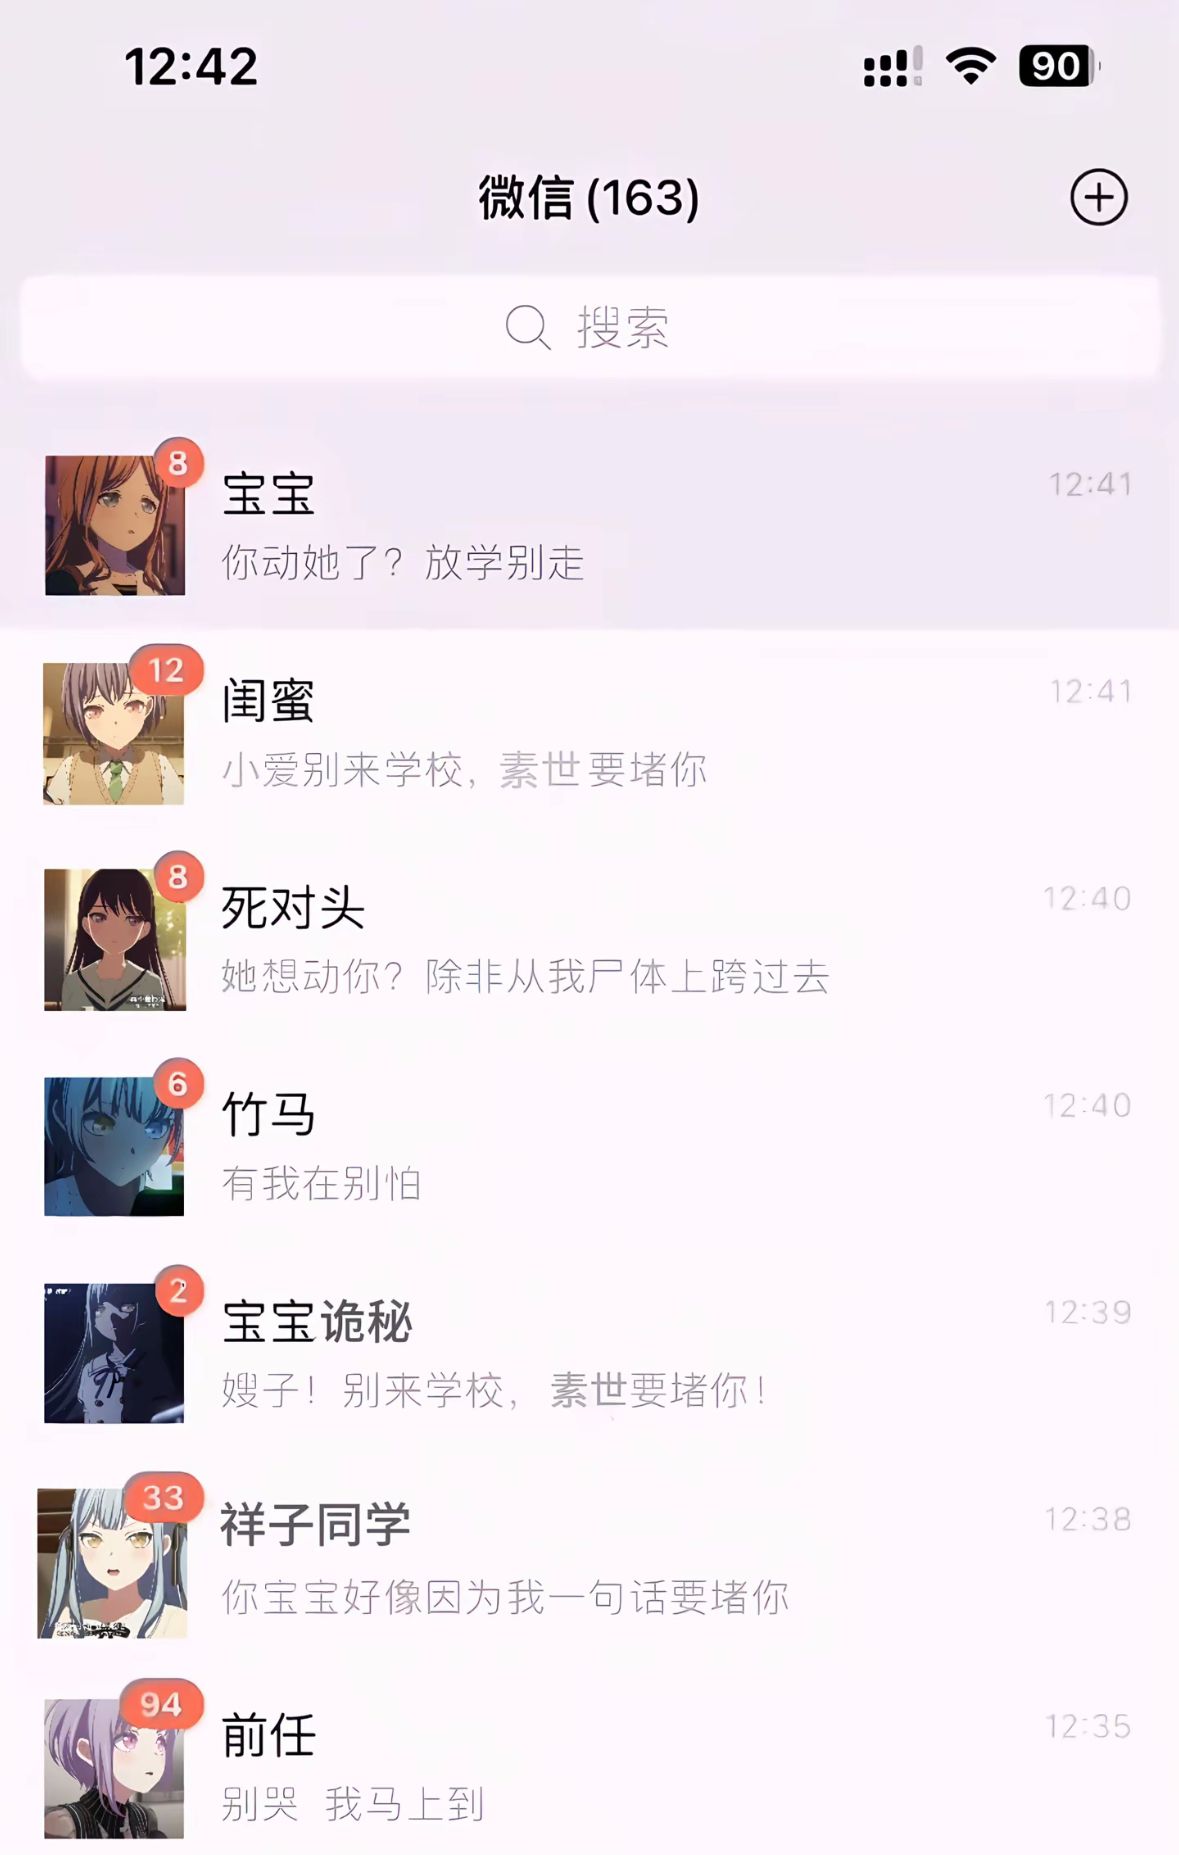 12:42
90
微信(163)
搜索
8
宝宝
12:41
你动她了？放学别走
12
闺蜜
12:41
小爱别来学校，素世要堵你
8
死对头
12:40
她想动你？除非从我尸体上跨过去
6
竹马
12:40
有我在别怕
2
宝宝诡秘
12:39
嫂子！别来学校，素世要堵你！
33
祥子同学
12:38
你宝宝好像因为我一句话要堵你
94
前任
12:35
别哭 我马上到